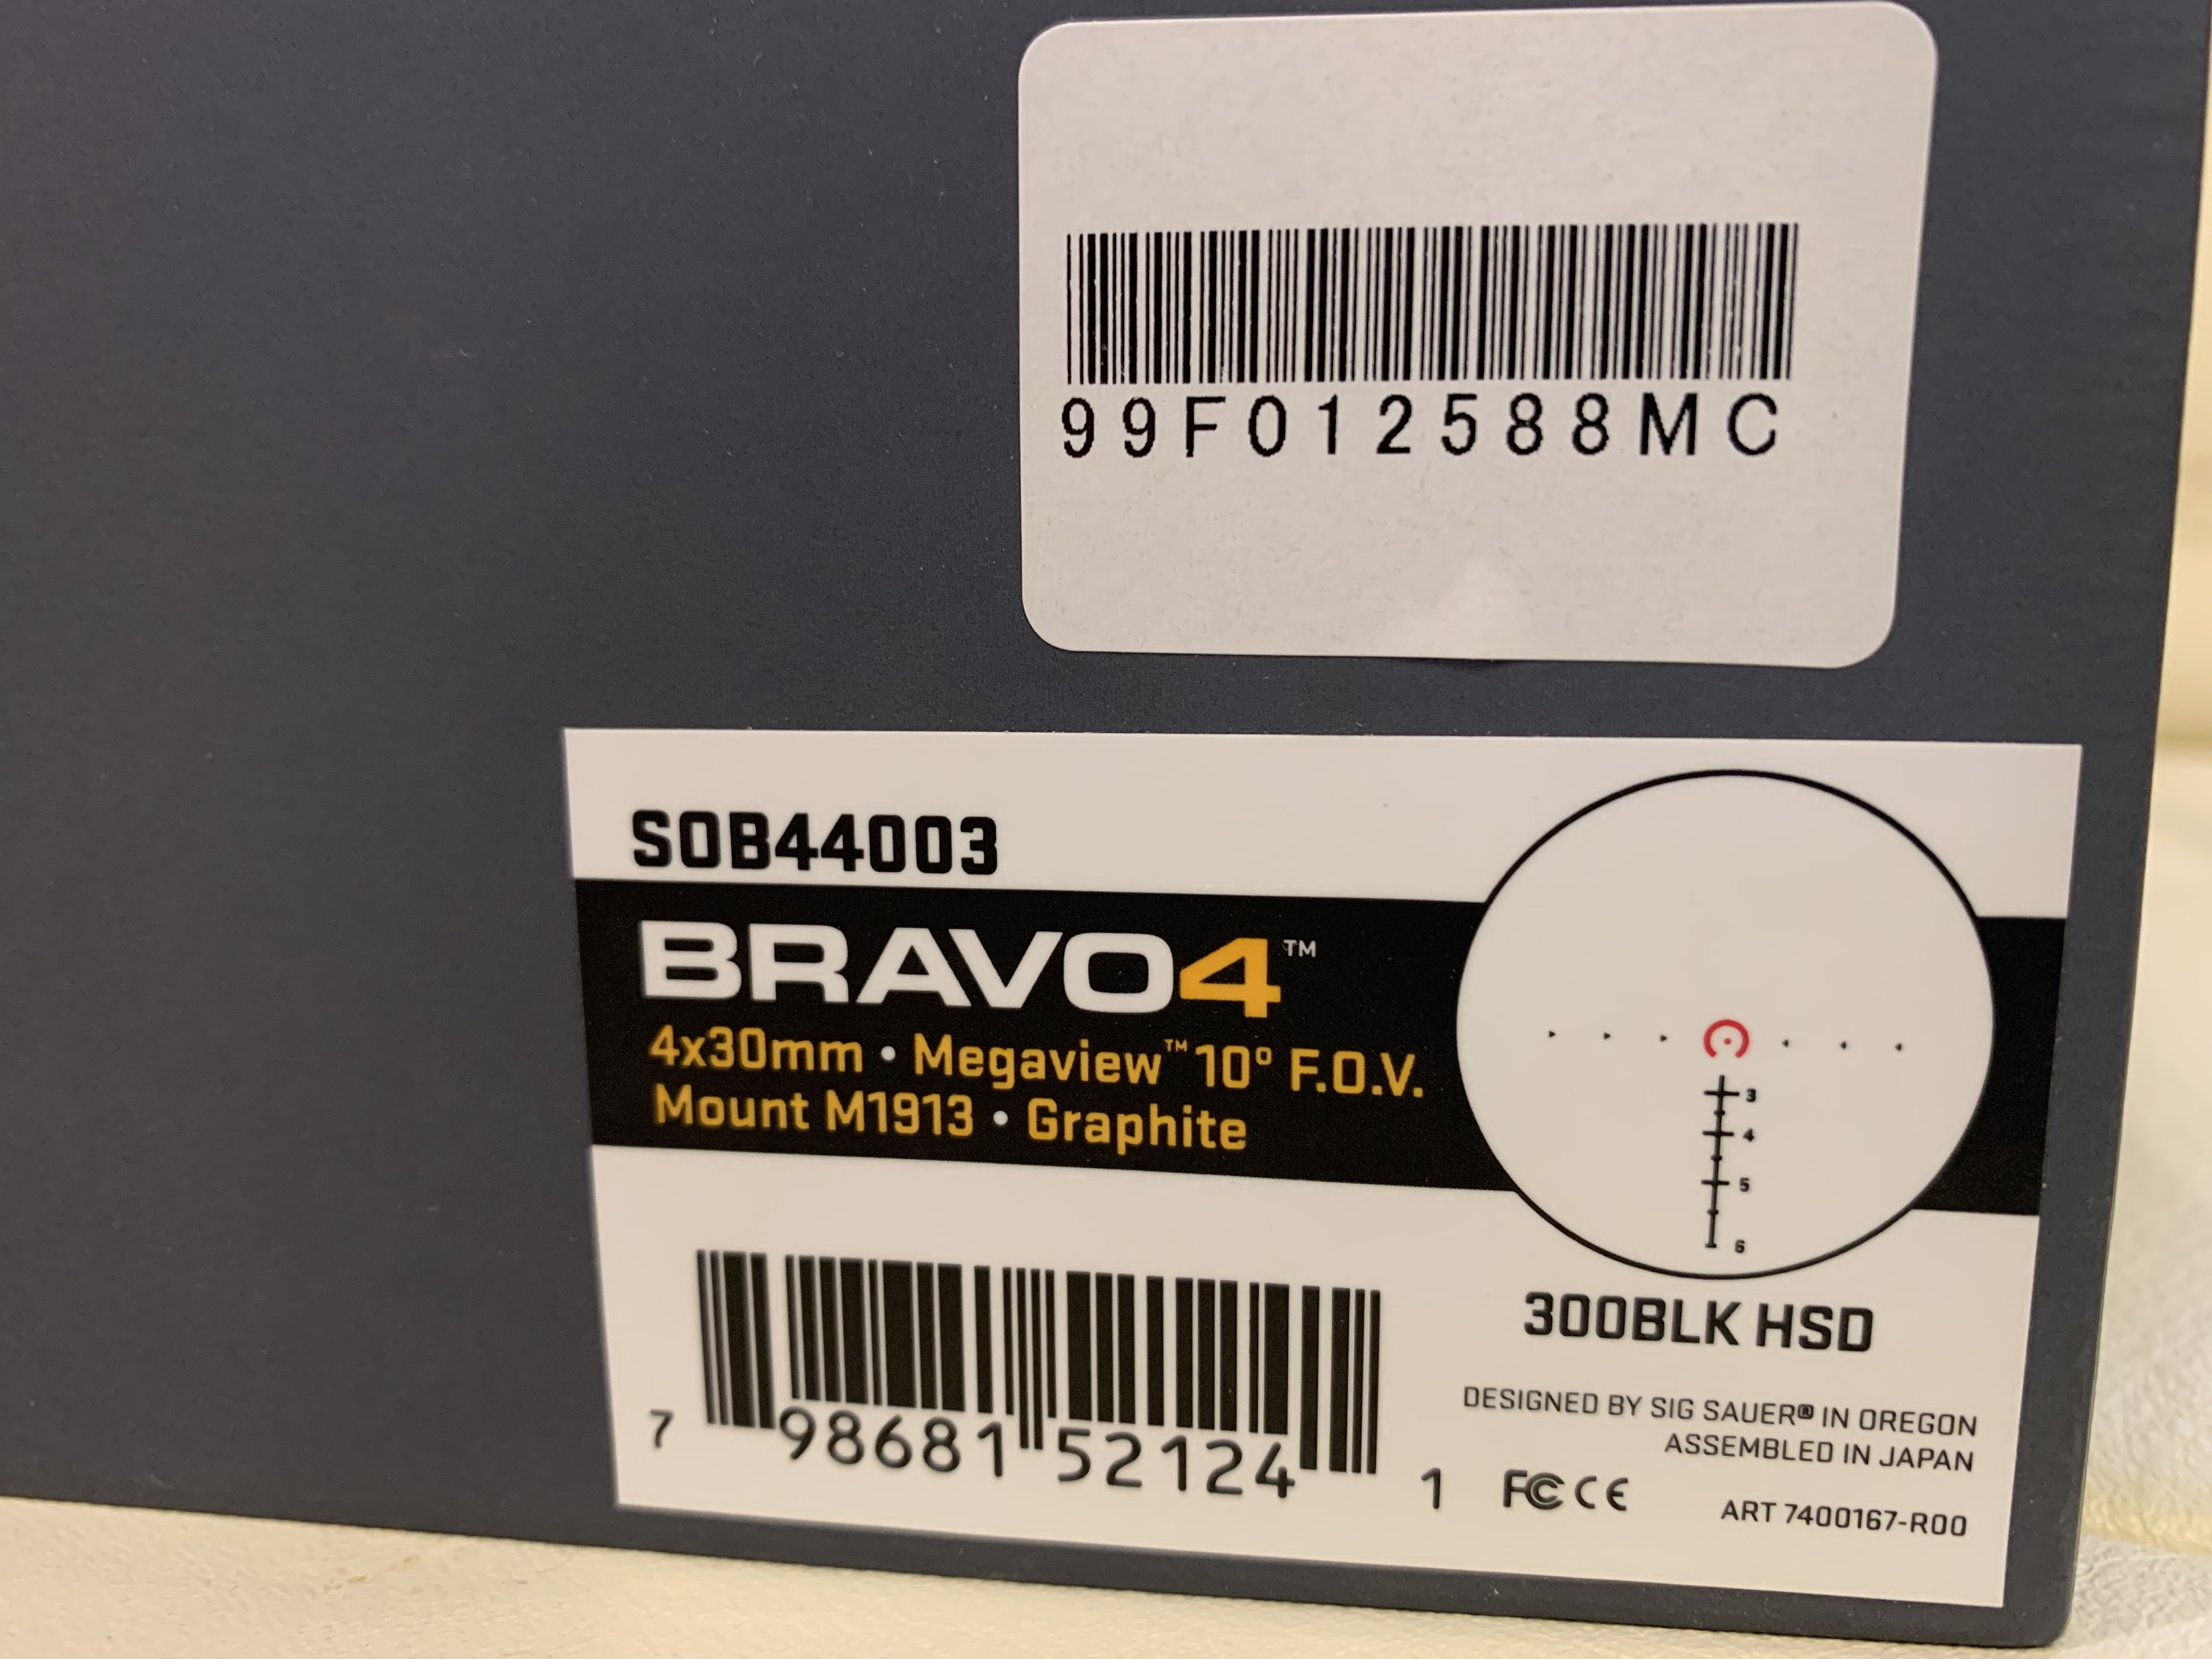 99F012588MC
SOB44003
BRAVO4™
4x30mm • Megaview™ 10° F.O.V.
Mount M1913 • Graphite
3
4
5
6
300BLK HSD
DESIGNED BY SIG SAUER® IN OREGON
ASSEMBLED IN JAPAN
7 98681 52124 1
FC CE
ART 7400167-R00